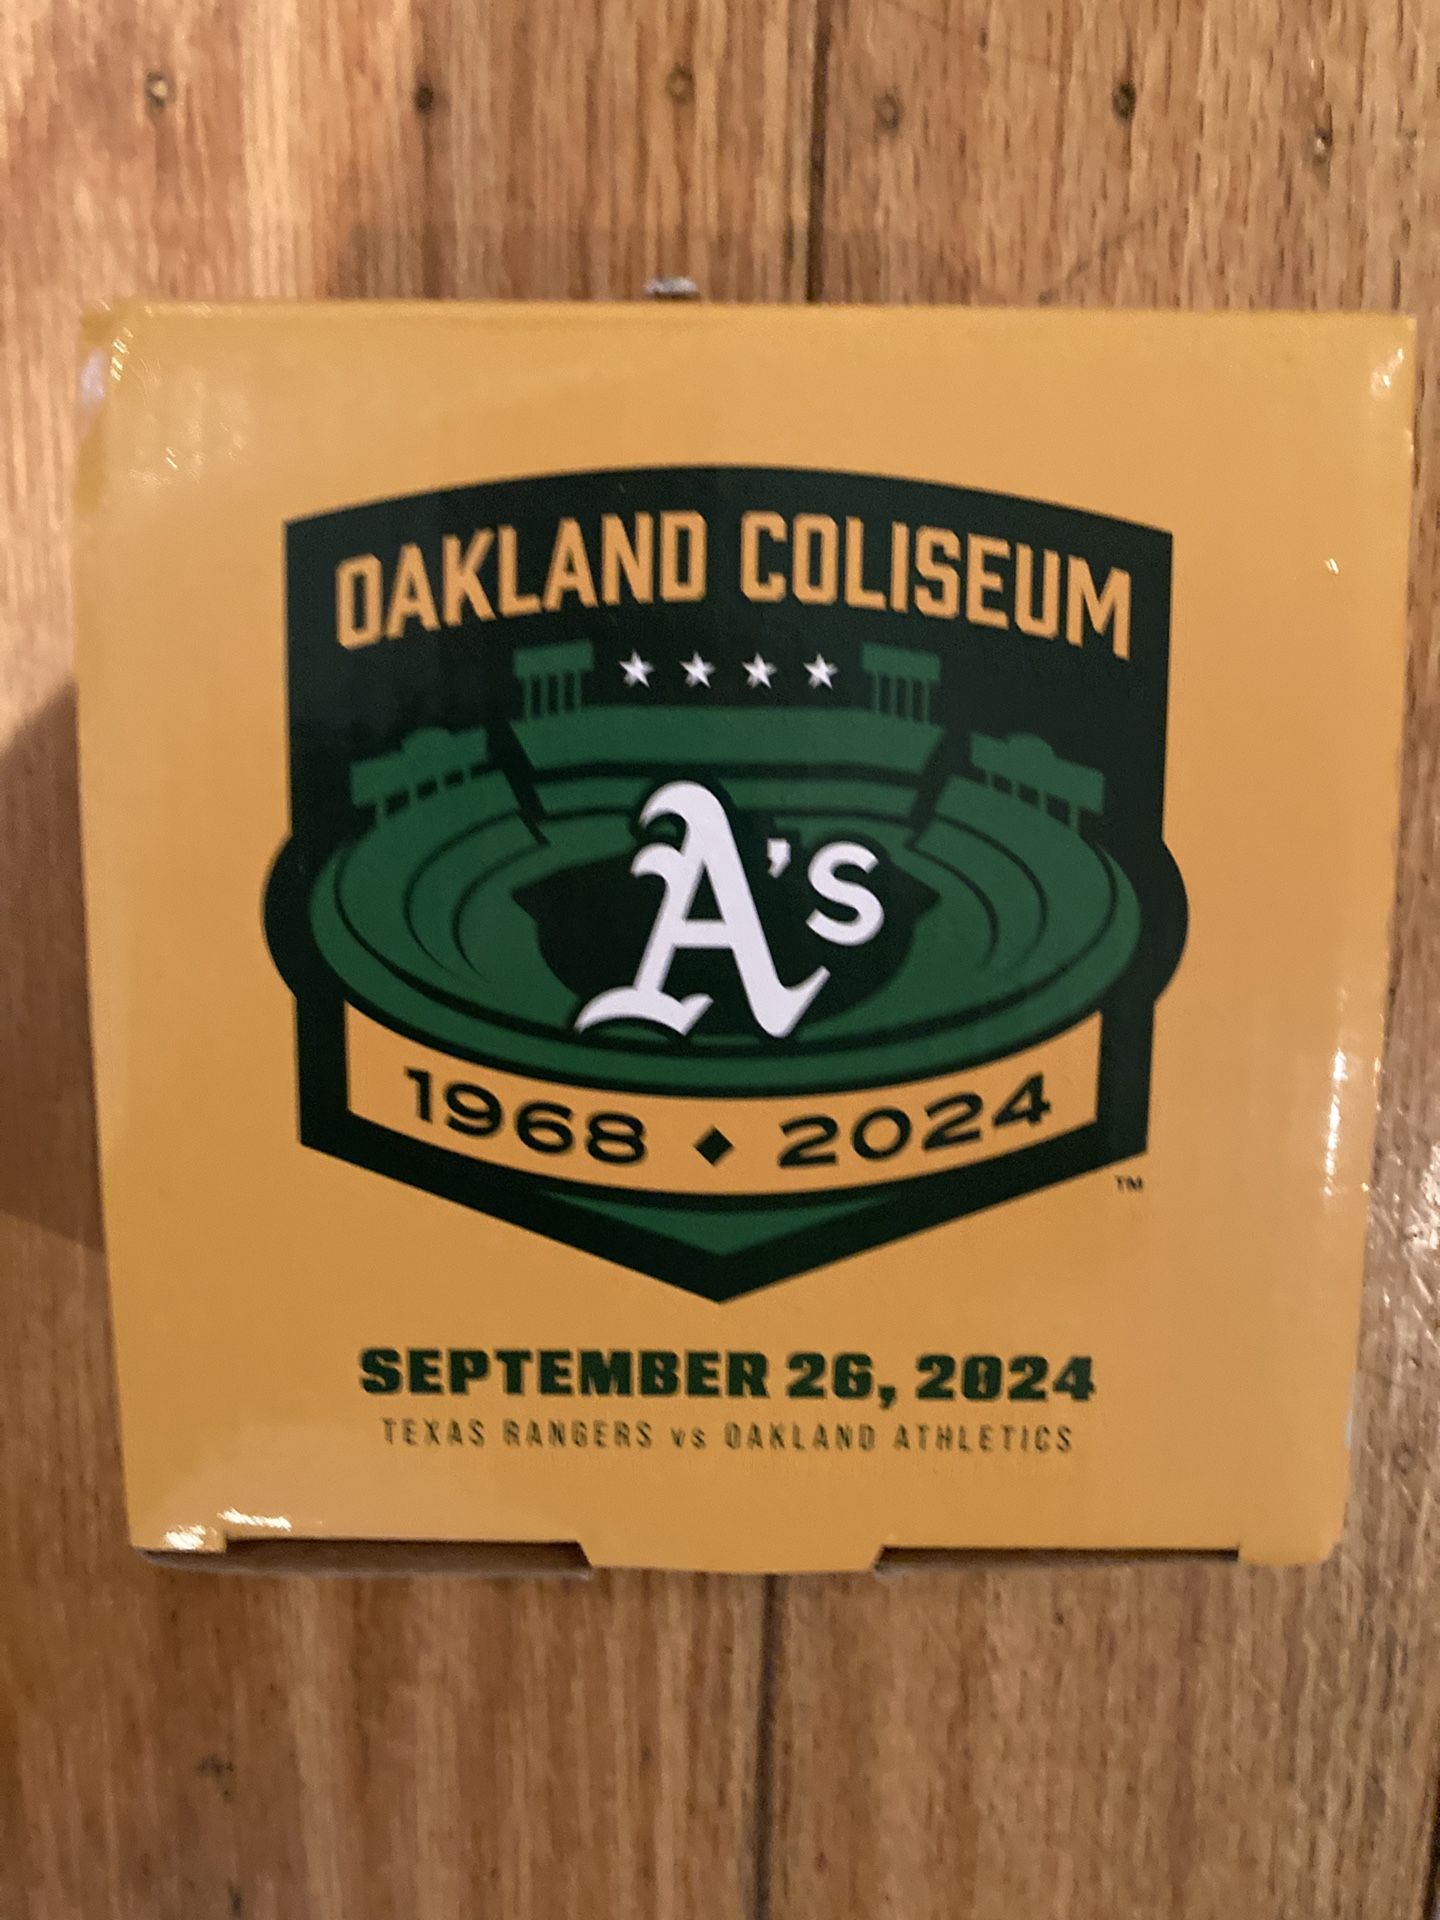 OAKLAND COLISEUM
A's
1968 ♦ 2024
TM
SEPTEMBER 26, 2024
TEXAS RANGERS vs OAKLAND ATHLETICS